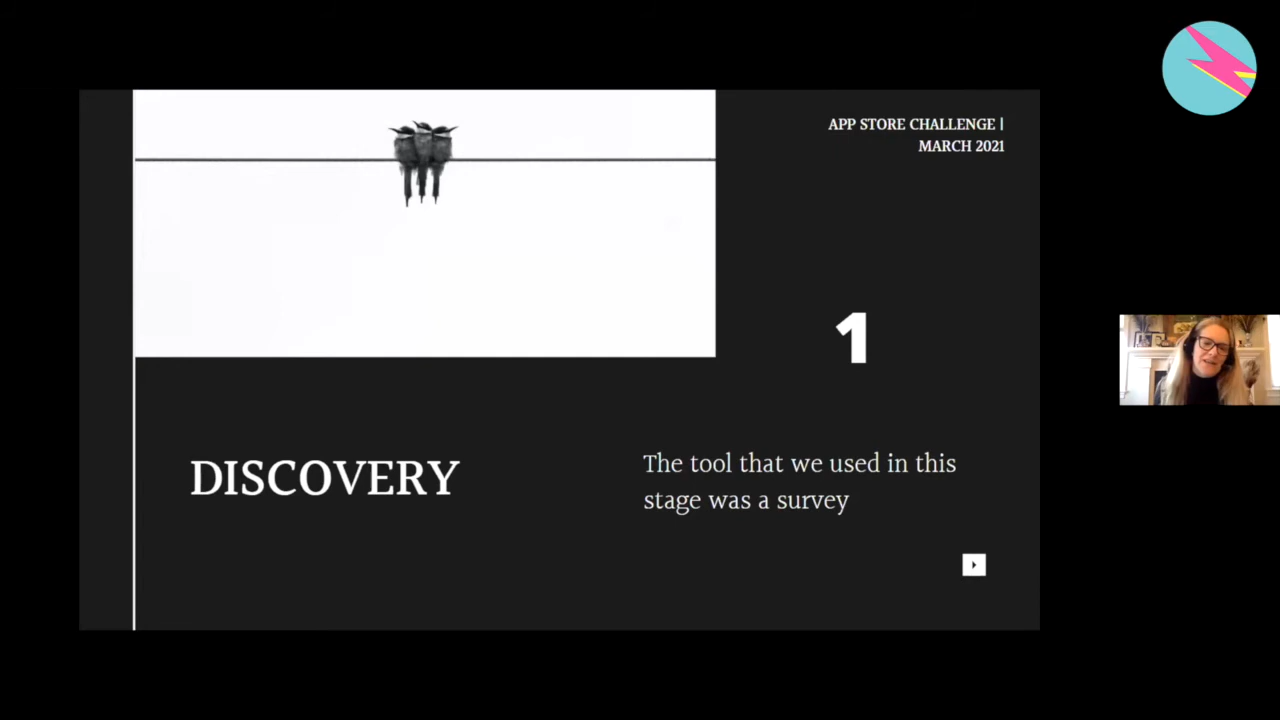 APP STORE CHALLENGE |
MARCH 2021
1
DISCOVERY
The tool that we used in this
stage was a survey